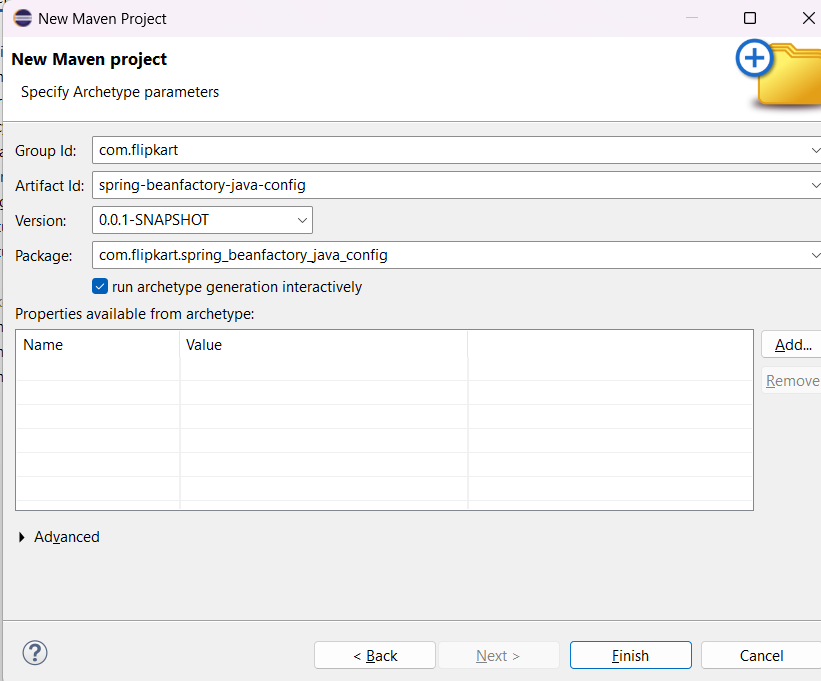 New Maven Project
New Maven project
Specify Archetype parameters
Group Id: com.flipkart
Artifact Id: spring-beanfactory-java-config
Version: 0.0.1-SNAPSHOT
Package: com.flipkart.spring_beanfactory_java_config
run archetype generation interactively
Properties available from archetype:
Name Value
Add...
Remove
Advanced
? < Back Next > Finish Cancel